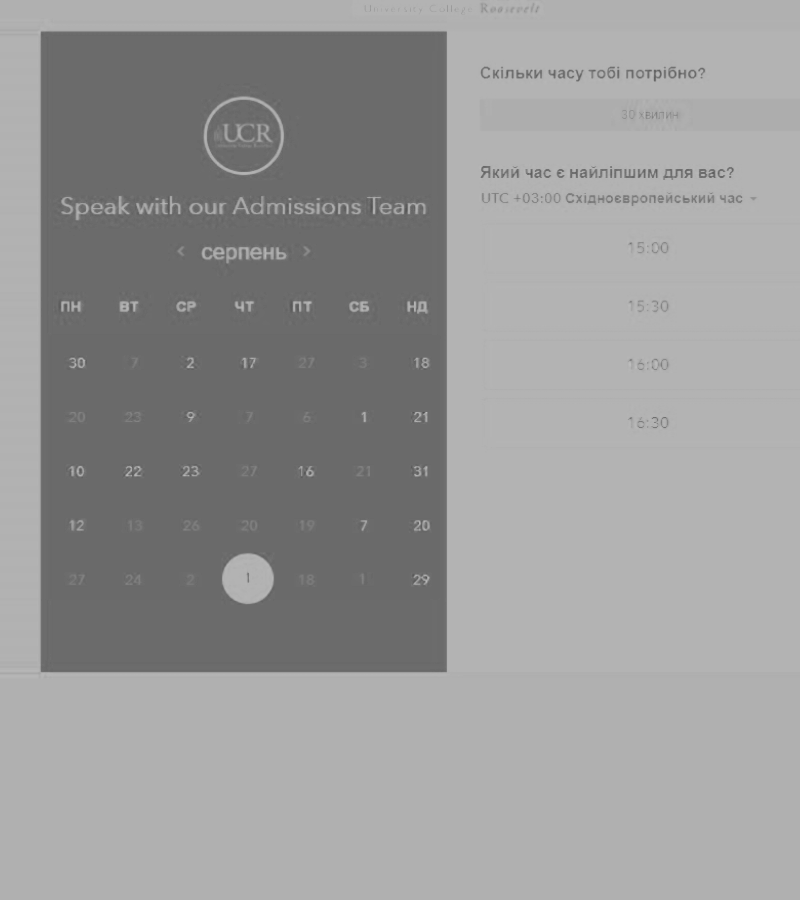 University College Roosevelt
UCR
Speak with our Admissions Team
‹ серпень ›
ПН ВТ СР ЧТ ПТ СБ НД
30 7 2 17 27 3 18
20 23 9 7 6 1 21
10 22 23 27 16 21 31
12 13 26 20 19 7 20
27 24 2 1 18 1 29
Скільки часу тобі потрібно?
30 хвилин
Який час є найліпшим для вас?
UTC +03:00 Східноєвропейський час
15:00
15:30
16:00
16:30